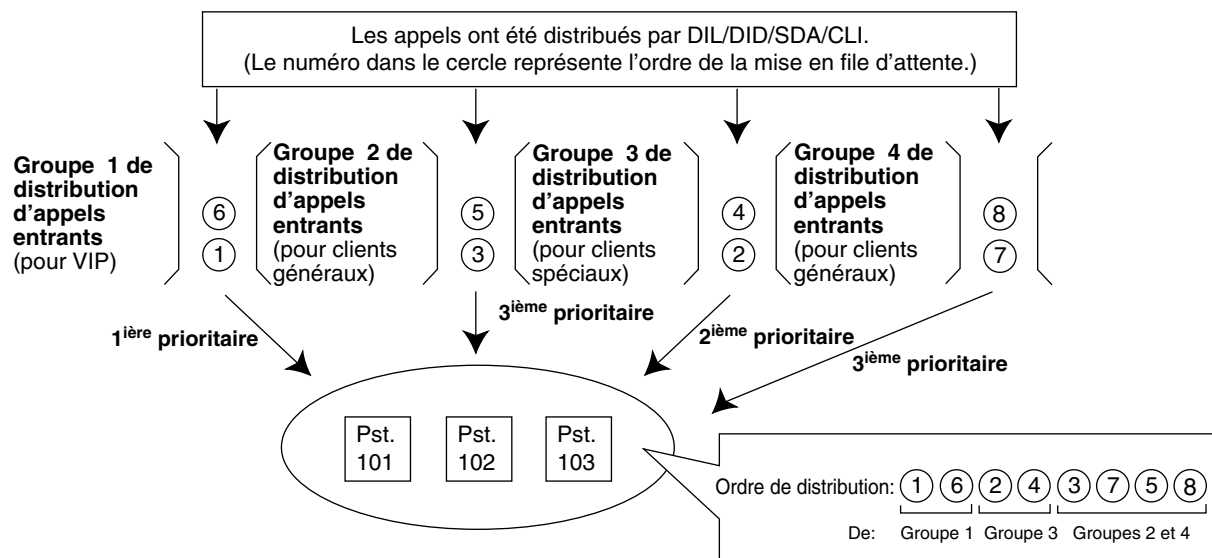 Les appels ont été distribués par DIL/DID/SDA/CLI.
(Le numéro dans le cercle représente l'ordre de la mise en file d'attente.)
Groupe 1 de
distribution
d'appels
entrants
(pour VIP)
6
1
Groupe 2 de
distribution
d'appels
entrants
(pour clients
généraux)
5
3
Groupe 3 de
distribution
d'appels
entrants
(pour clients
spéciaux)
4
2
Groupe 4 de
distribution
d'appels
entrants
(pour clients
généraux)
8
7
1ière prioritaire
3ième prioritaire
2ième prioritaire
3ième prioritaire
Pst.
101
Pst.
102
Pst.
103
Ordre de distribution: 1 6 2 4 3 7 5 8
De: Groupe 1 Groupe 3 Groupes 2 et 4